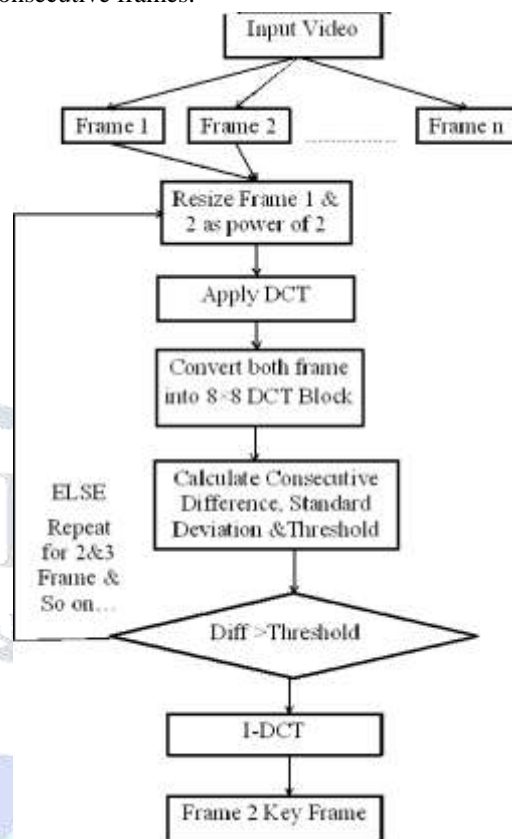 onsecutive frames.
Input Video
Frame 1 Frame 2 Frame n
Resize Frame 1 &
2 as power of 2
Apply DCT
Convert both frame
into 8×8 DCT Block
Calculate Consecutive
Difference, Standard
Deviation &Threshold
ELSE
Repeat
for 2&3
Frame &
So on...
Diff >Threshold
I-DCT
Frame 2 Key Frame